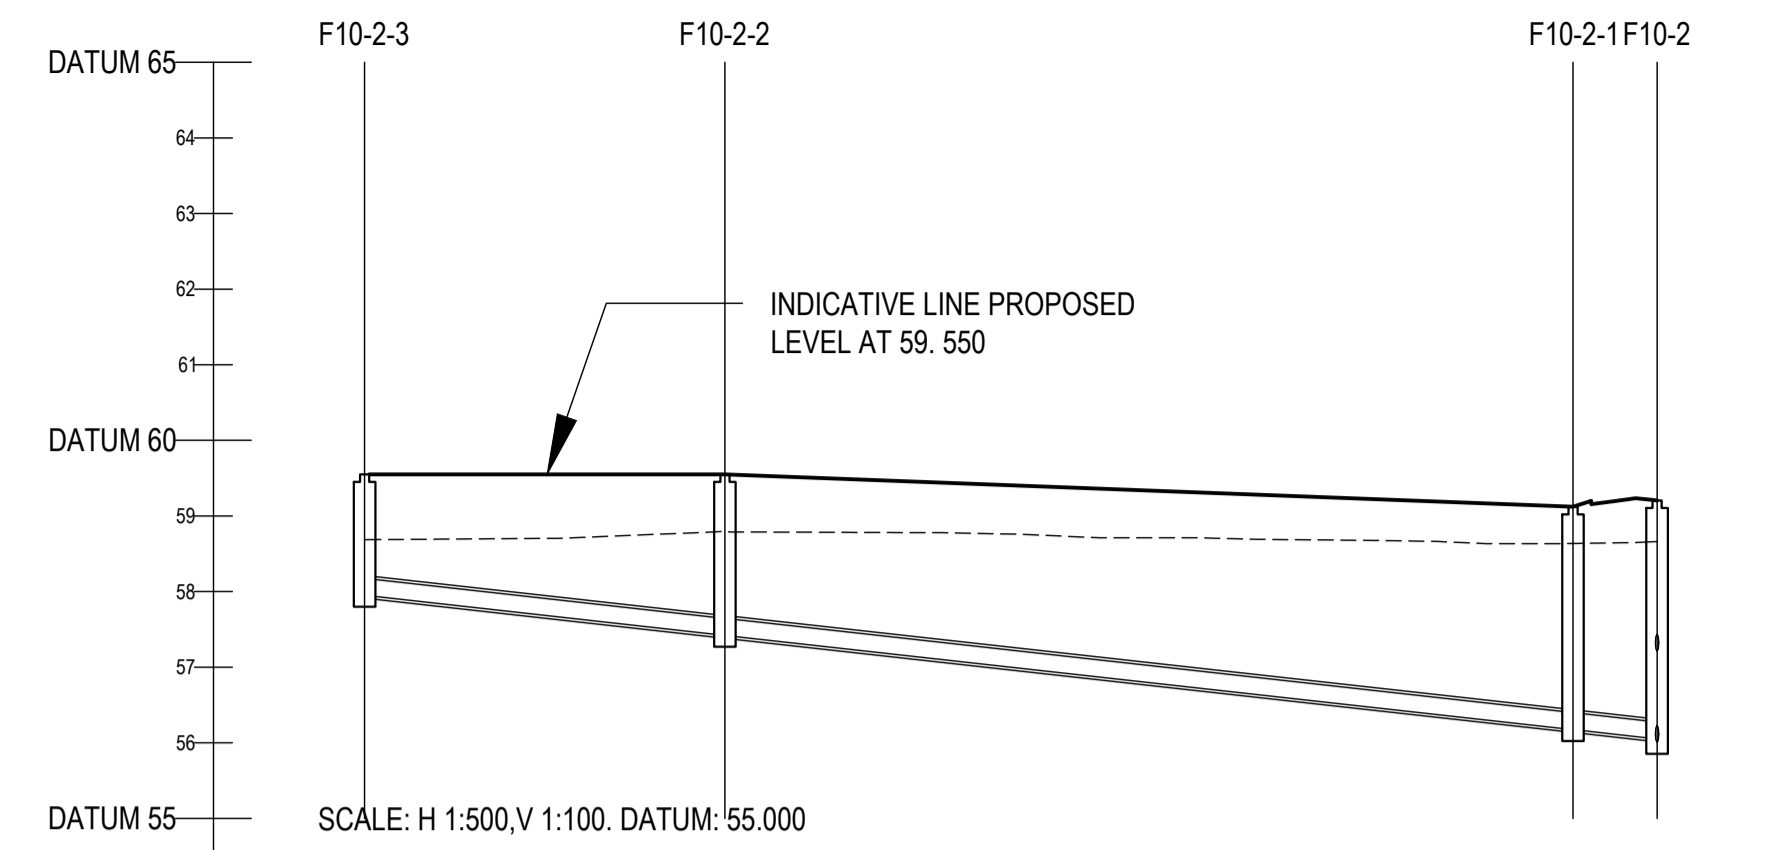 F10-2-3
F10-2-2
F10-2-1
F10-2
DATUM 65
64
63
62
INDICATIVE LINE PROPOSED
LEVEL AT 59. 550
61
DATUM 60
59
58
57
56
DATUM 55
SCALE: H 1:500,V 1:100. DATUM: 55.000